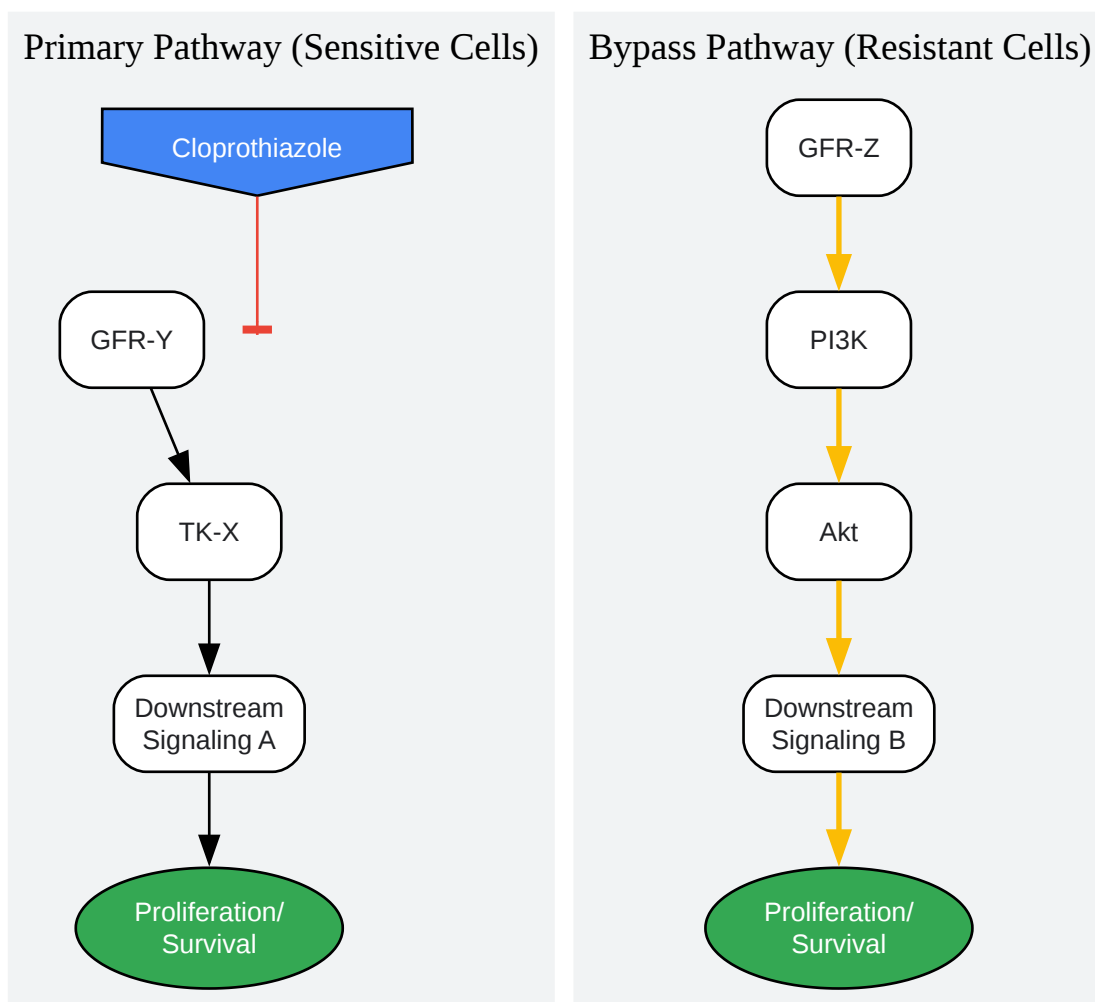 Primary Pathway (Sensitive Cells)
Cloprothiazole
GFR-Y
TK-X
Downstream
Signaling A
Proliferation/
Survival
Bypass Pathway (Resistant Cells)
GFR-Z
PI3K
Akt
Downstream
Signaling B
Proliferation/
Survival